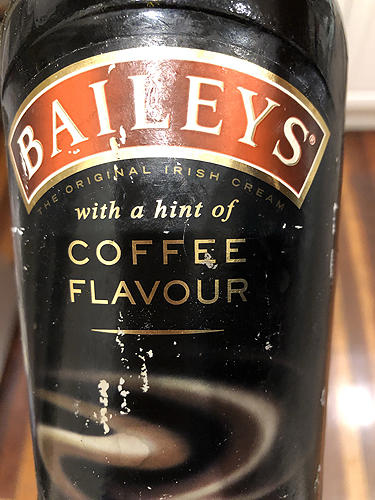 BAILEYS®
THE ORIGINAL IRISH CREAM
with a hint of
COFFEE
FLAVOUR